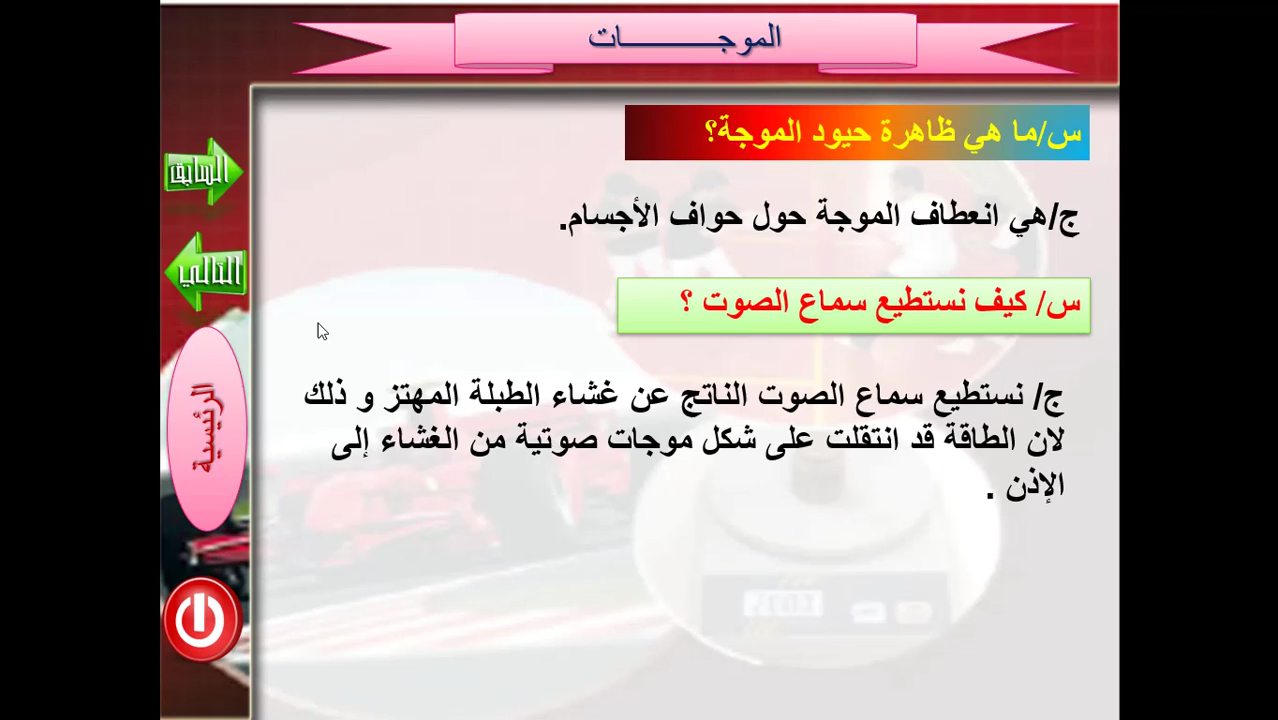 الموجـــــــــــات
س/ما هي ظاهرة حيود الموجة؟
ج/هي انعطاف الموجة حول حواف الأجسام.
س/ كيف نستطيع سماع الصوت ؟
ج/ نستطيع سماع الصوت الناتج عن غشاء الطبلة المهتز و ذلك
لان الطاقة قد انتقلت على شكل موجات صوتية من الغشاء إلى
الإذن .
السابق
التالي
الرئيسية